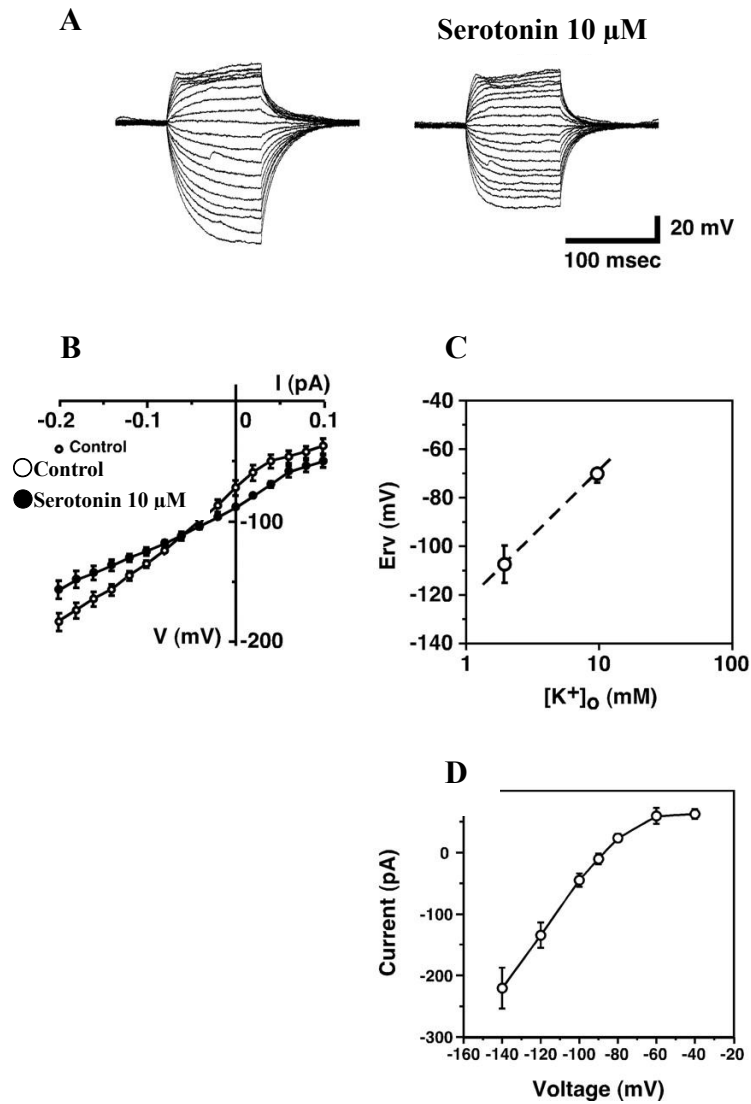 A
Serotonin 10 μM
20 mV
100 msec
B
I (pA)
-0.2 -0.1 0 0.1
Control
Control
Serotonin 10 μM
-100
V (mV) -200
C
-40
-60
-80
-100
-120
-140
Erv (mV)
1 10 100
[K+]o (mM)
D
0
-100
-200
-300
Current (pA)
-160 -140 -120 -100 -80 -60 -40 -20
Voltage (mV)